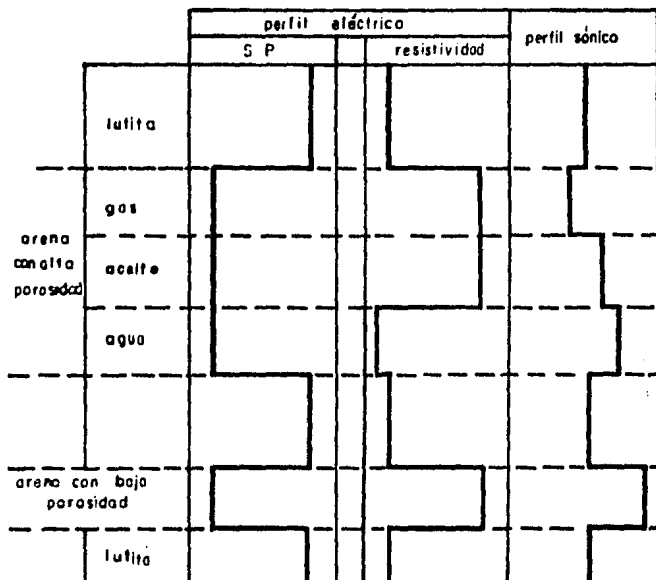 perfil eléctrico
perfil sónico
S P
resistividad
lutita
gas
arena
con alta
porosidad
aceite
agua
arena con baja
porosidad
lutita